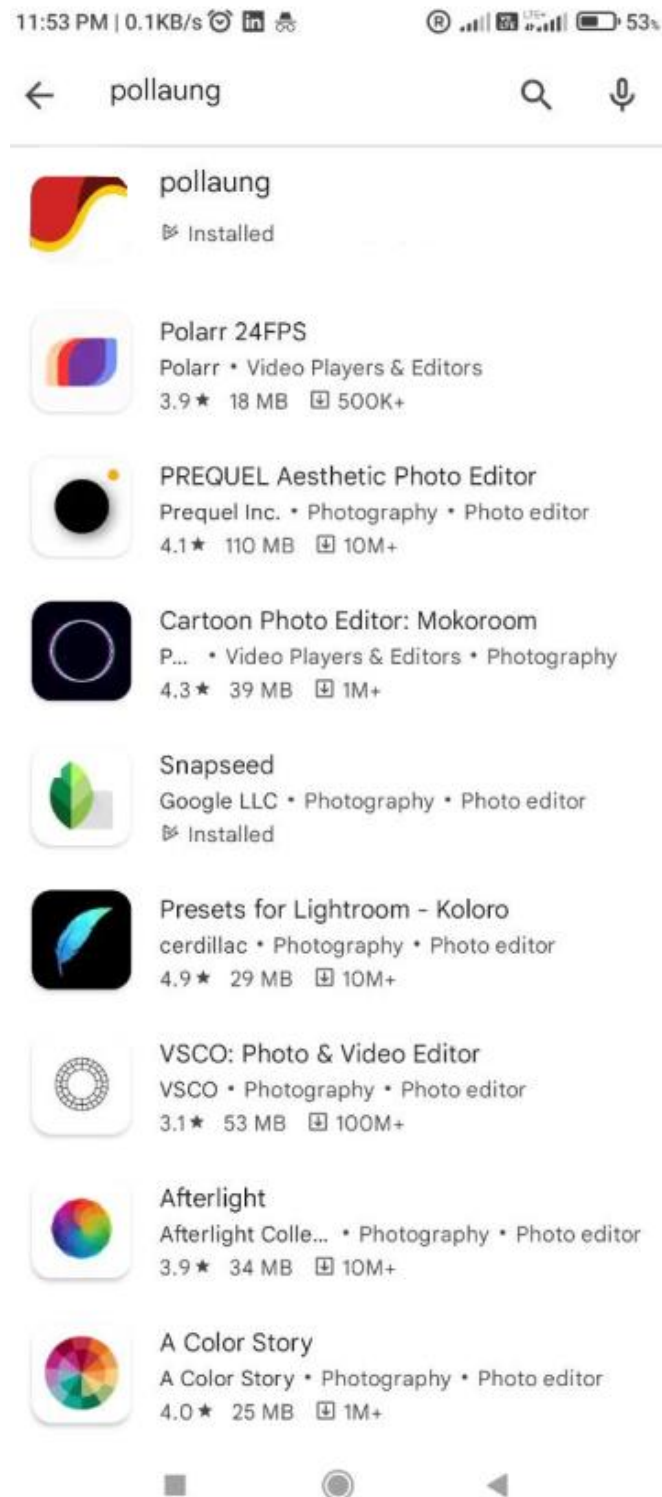 11:53 PM | 0.1KB/s 53%
pollaung
pollaung
Installed
Polarr 24FPS
Polarr • Video Players & Editors
3.9★ 18 MB 500K+
PREQUEL Aesthetic Photo Editor
Prequel Inc. • Photography • Photo editor
4.1★ 110 MB 10M+
Cartoon Photo Editor: Mokoroom
P... • Video Players & Editors • Photography
4.3★ 39 MB 1M+
Snapseed
Google LLC • Photography • Photo editor
Installed
Presets for Lightroom - Koloro
cerdillac • Photography • Photo editor
4.9★ 29 MB 10M+
VSCO: Photo & Video Editor
VSCO • Photography • Photo editor
3.1★ 53 MB 100M+
Afterlight
Afterlight Colle... • Photography • Photo editor
3.9★ 34 MB 10M+
A Color Story
A Color Story • Photography • Photo editor
4.0★ 25 MB 1M+